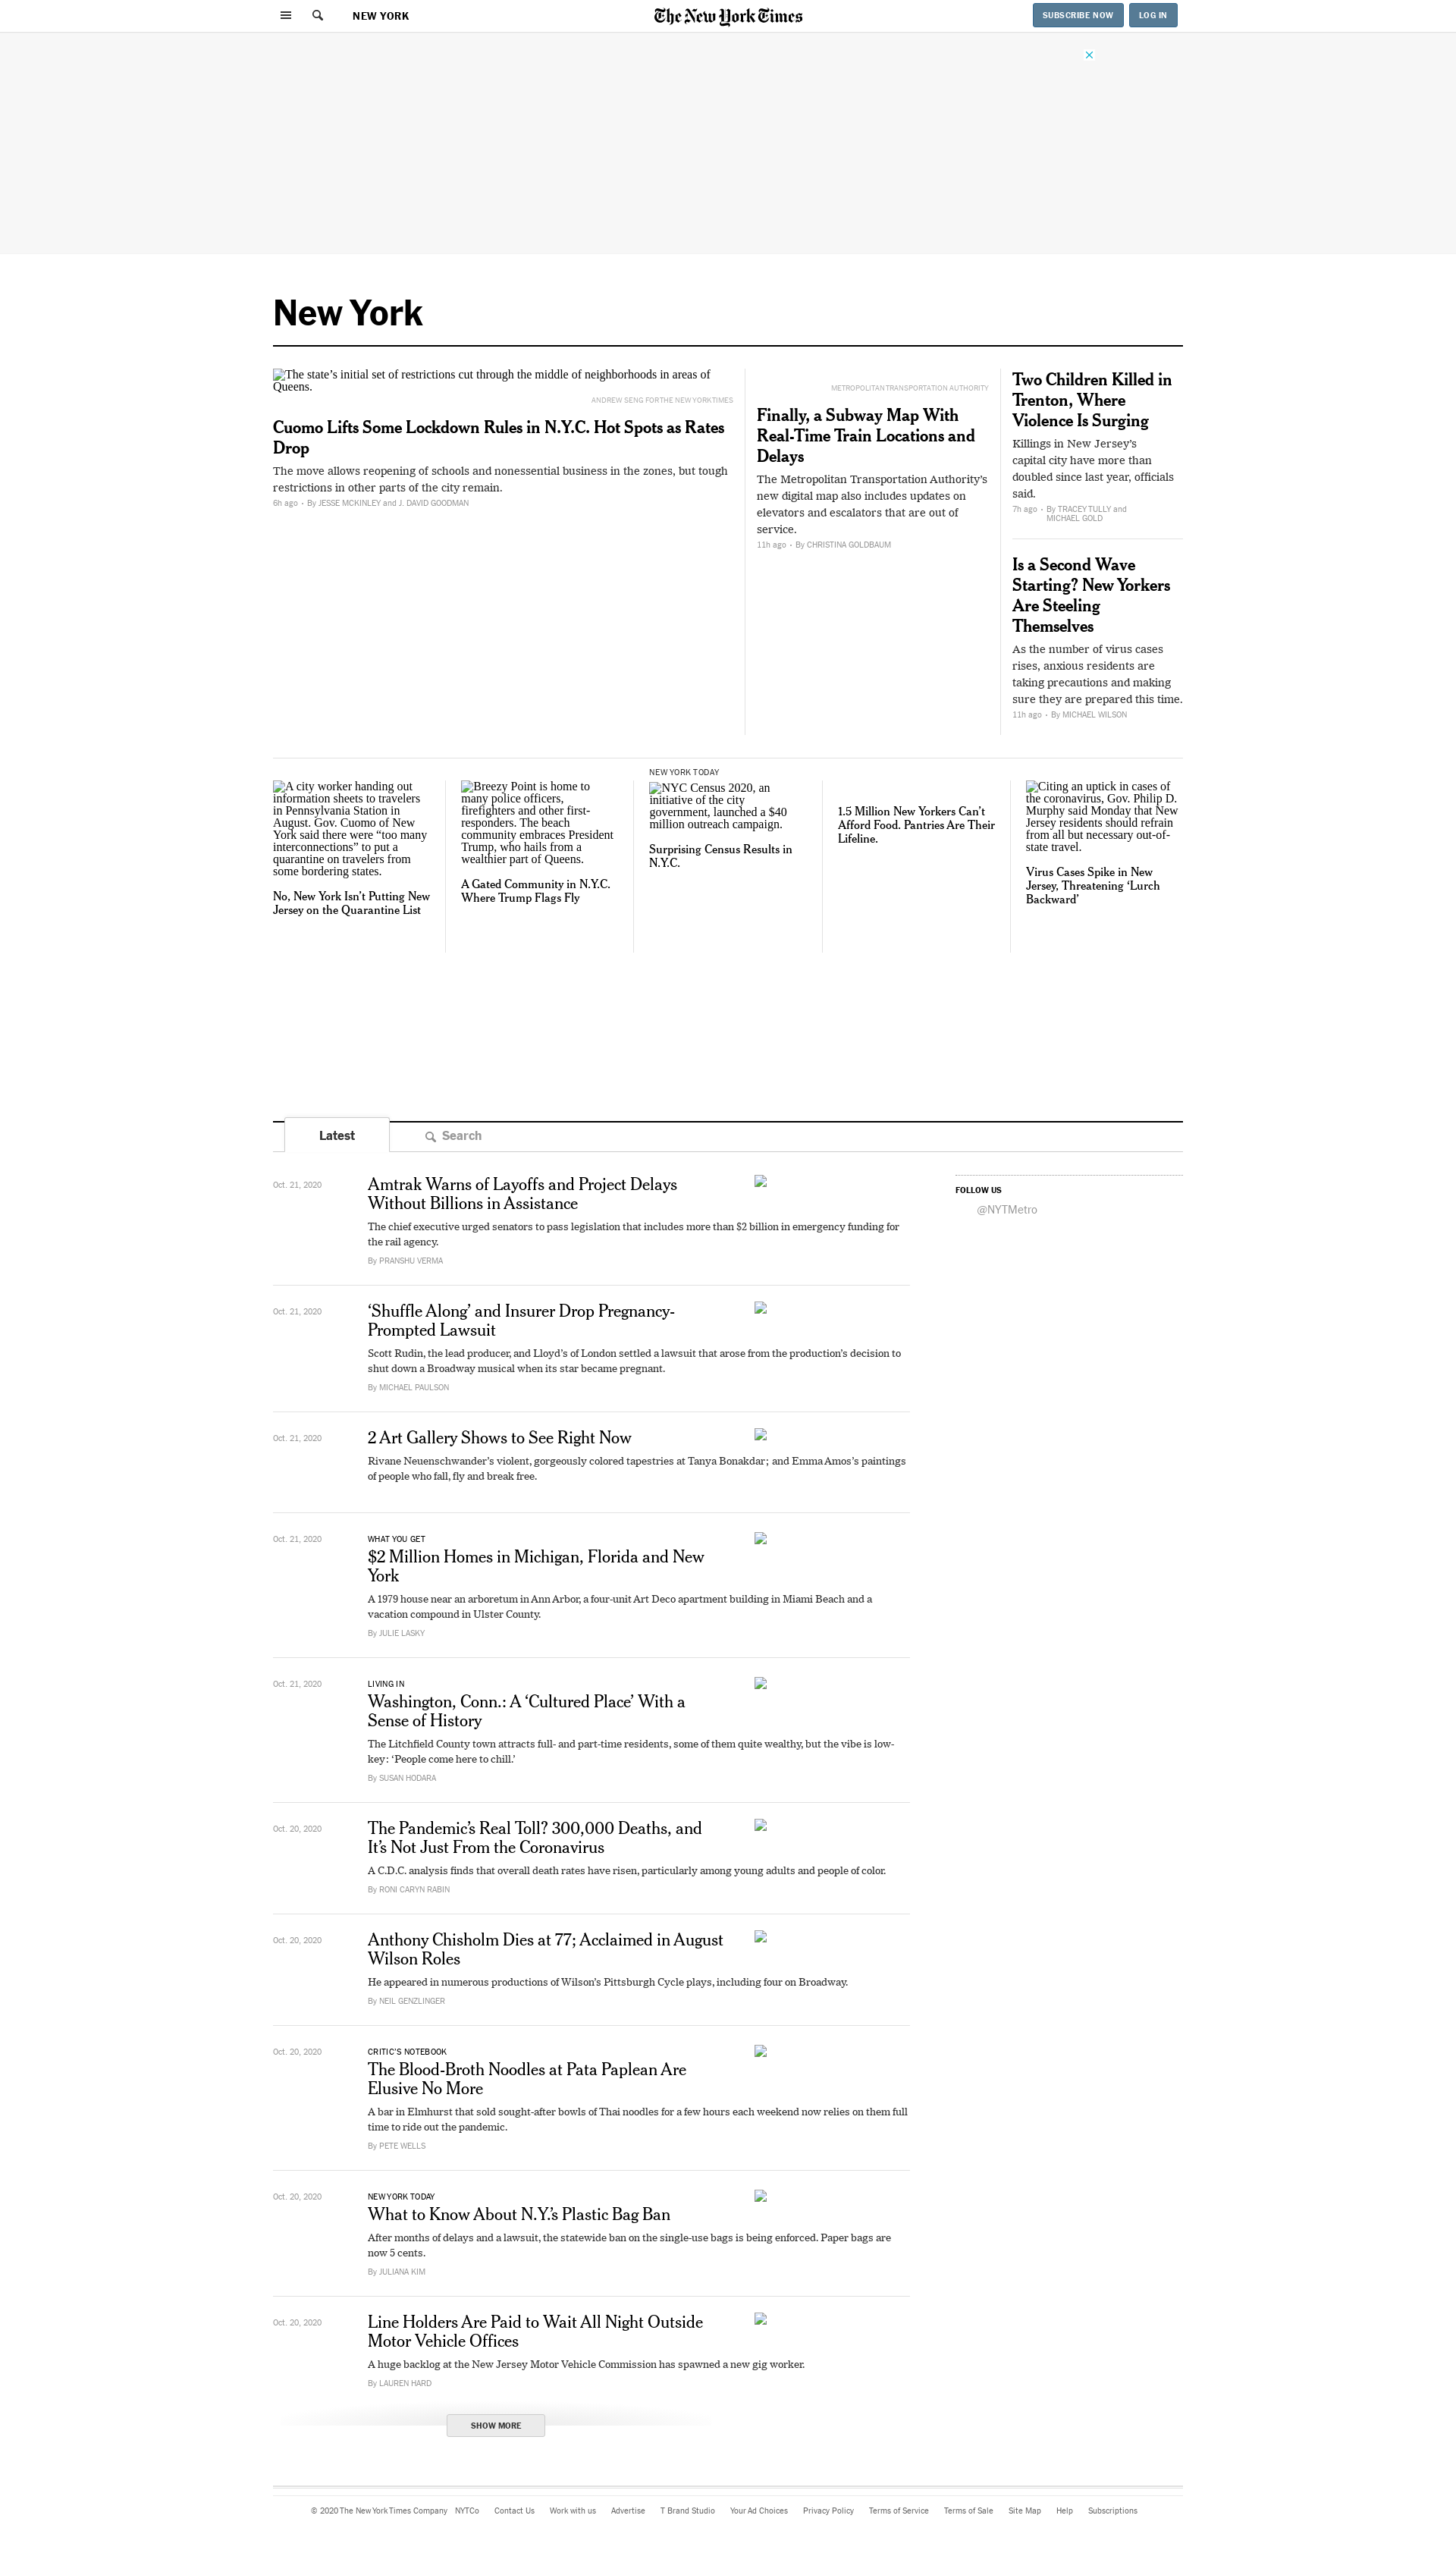 NEW YORK
The New York Times
SUBSCRIBE NOW
LOG IN
New York
The state’s initial set of restrictions cut through the middle of neighborhoods in areas of
Queens.
ANDREW SENG FOR THE NEW YORK TIMES
Cuomo Lifts Some Lockdown Rules in N.Y.C. Hot Spots as Rates
Drop
The move allows reopening of schools and nonessential business in the zones, but tough
restrictions in other parts of the city remain.
6h ago • By JESSE MCKINLEY and J. DAVID GOODMAN
METROPOLITAN TRANSPORTATION AUTHORITY
Finally, a Subway Map With
Real-Time Train Locations and
Delays
The Metropolitan Transportation Authority’s
new digital map also includes updates on
elevators and escalators that are out of
service.
11h ago • By CHRISTINA GOLDBAUM
Two Children Killed in
Trenton, Where
Violence Is Surging
Killings in New Jersey’s
capital city have more than
doubled since last year, officials
said.
7h ago • By TRACEY TULLY and
MICHAEL GOLD
Is a Second Wave
Starting? New Yorkers
Are Steeling
Themselves
As the number of virus cases
rises, anxious residents are
taking precautions and making
sure they are prepared this time.
11h ago • By MICHAEL WILSON
A city worker handing out
information sheets to travelers
in Pennsylvania Station in
August. Gov. Cuomo of New
York said there were “too many
interconnections” to put a
quarantine on travelers from
some bordering states.
No, New York Isn’t Putting New
Jersey on the Quarantine List
Breezy Point is home to
many police officers,
firefighters and other first-
responders. The beach
community embraces President
Trump, who hails from a
wealthier part of Queens.
A Gated Community in N.Y.C.
Where Trump Flags Fly
NEW YORK TODAY
NYC Census 2020, an
initiative of the city
government, launched a $40
million outreach campaign.
Surprising Census Results in
N.Y.C.
1.5 Million New Yorkers Can’t
Afford Food. Pantries Are Their
Lifeline.
Citing an uptick in cases of
the coronavirus, Gov. Philip D.
Murphy said Monday that New
Jersey residents should refrain
from all but necessary out-of-
state travel.
Virus Cases Spike in New
Jersey, Threatening ‘Lurch
Backward’
Latest
Search
Oct. 21, 2020
Amtrak Warns of Layoffs and Project Delays
Without Billions in Assistance
The chief executive urged senators to pass legislation that includes more than $2 billion in emergency funding for
the rail agency.
By PRANSHU VERMA
FOLLOW US
@NYTMetro
Oct. 21, 2020
‘Shuffle Along’ and Insurer Drop Pregnancy-
Prompted Lawsuit
Scott Rudin, the lead producer, and Lloyd’s of London settled a lawsuit that arose from the production’s decision to
shut down a Broadway musical when its star became pregnant.
By MICHAEL PAULSON
Oct. 21, 2020
2 Art Gallery Shows to See Right Now
Rivane Neuenschwander’s violent, gorgeously colored tapestries at Tanya Bonakdar; and Emma Amos’s paintings
of people who fall, fly and break free.
Oct. 21, 2020
WHAT YOU GET
$2 Million Homes in Michigan, Florida and New
York
A 1979 house near an arboretum in Ann Arbor, a four-unit Art Deco apartment building in Miami Beach and a
vacation compound in Ulster County.
By JULIE LASKY
Oct. 21, 2020
LIVING IN
Washington, Conn.: A ‘Cultured Place’ With a
Sense of History
The Litchfield County town attracts full- and part-time residents, some of them quite wealthy, but the vibe is low-
key: ‘People come here to chill.’
By SUSAN HODARA
Oct. 20, 2020
The Pandemic’s Real Toll? 300,000 Deaths, and
It’s Not Just From the Coronavirus
A C.D.C. analysis finds that overall death rates have risen, particularly among young adults and people of color.
By RONI CARYN RABIN
Oct. 20, 2020
Anthony Chisholm Dies at 77; Acclaimed in August
Wilson Roles
He appeared in numerous productions of Wilson’s Pittsburgh Cycle plays, including four on Broadway.
By NEIL GENZLINGER
Oct. 20, 2020
CRITIC’S NOTEBOOK
The Blood-Broth Noodles at Pata Paplean Are
Elusive No More
A bar in Elmhurst that sold sought-after bowls of Thai noodles for a few hours each weekend now relies on them full
time to ride out the pandemic.
By PETE WELLS
Oct. 20, 2020
NEW YORK TODAY
What to Know About N.Y.’s Plastic Bag Ban
After months of delays and a lawsuit, the statewide ban on the single-use bags is being enforced. Paper bags are
now 5 cents.
By JULIANA KIM
Oct. 20, 2020
Line Holders Are Paid to Wait All Night Outside
Motor Vehicle Offices
A huge backlog at the New Jersey Motor Vehicle Commission has spawned a new gig worker.
By LAUREN HARD
SHOW MORE
© 2020 The New York Times Company NYTCo Contact Us Work with us Advertise T Brand Studio Your Ad Choices Privacy Policy Terms of Service Terms of Sale Site Map Help Subscriptions